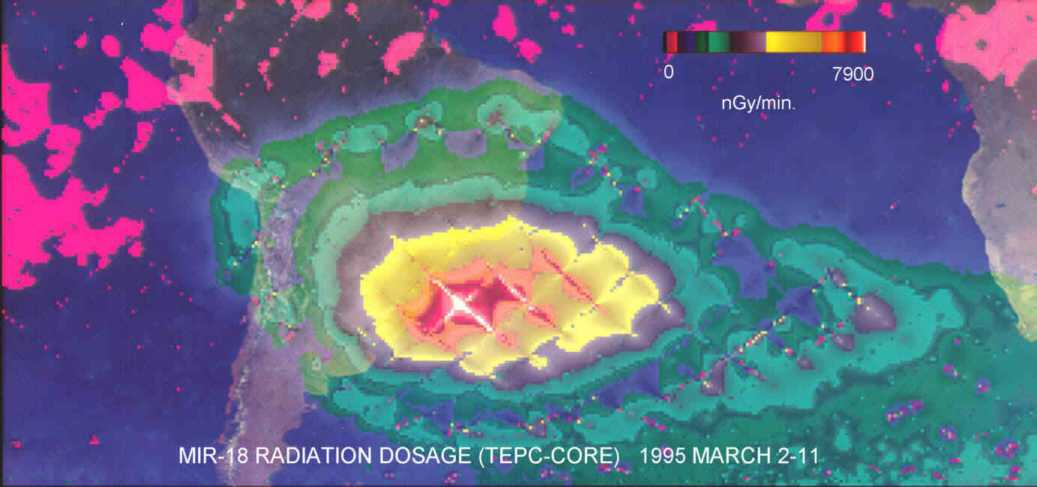 0 7900
nGy/min.
MIR-18 RADIATION DOSAGE (TEPC-CORE) 1995 MARCH 2-11